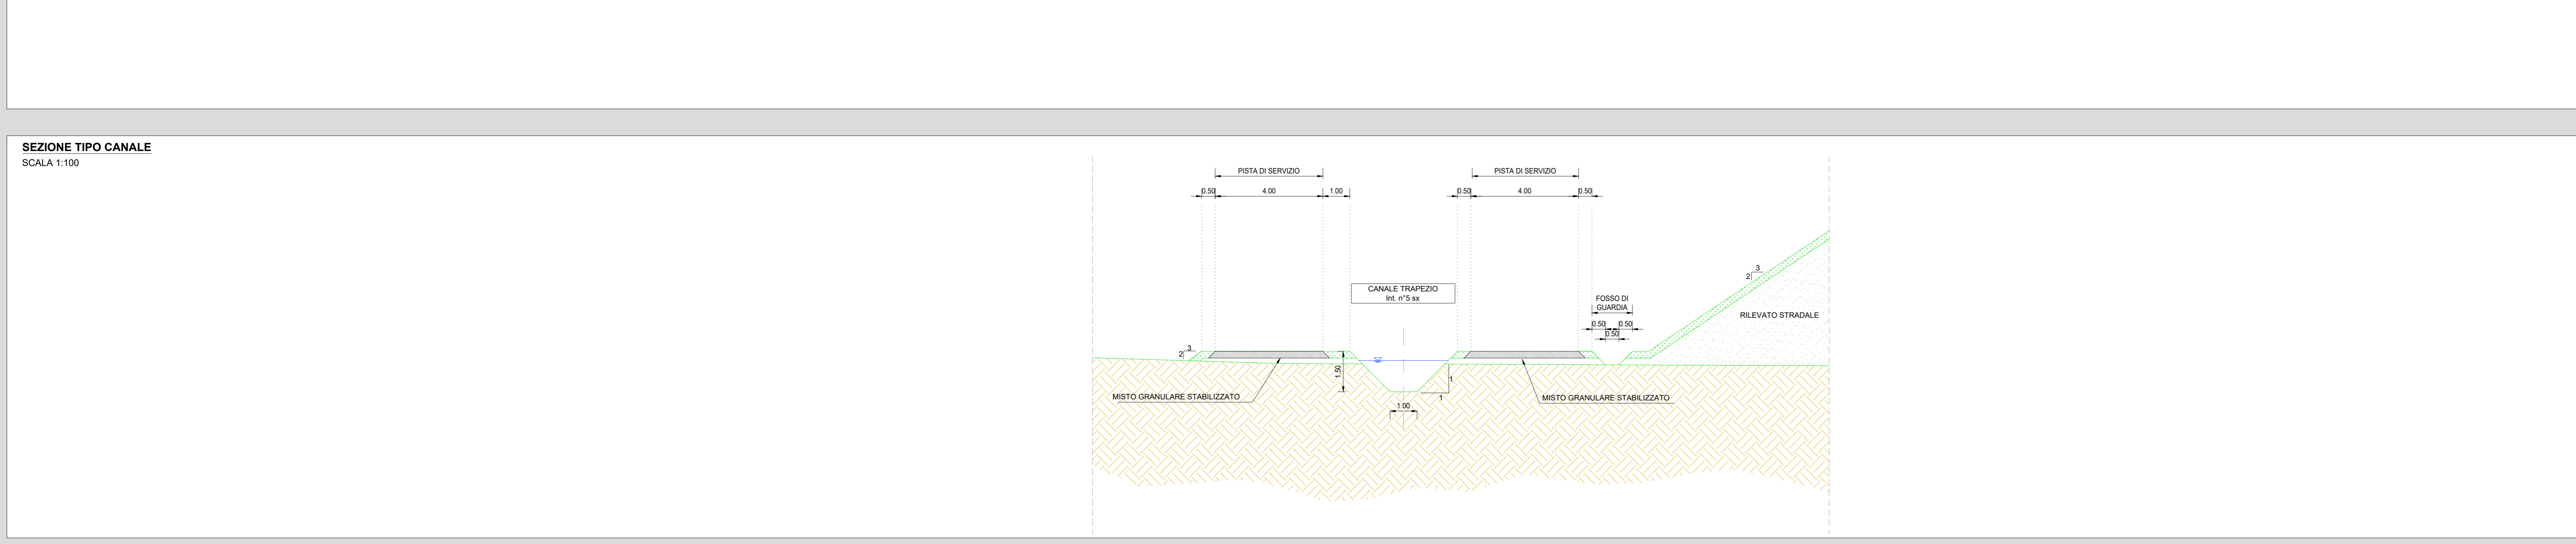 SEZIONE TIPO CANALE
SCALA 1:100
PISTA DI SERVIZIO
PISTA DI SERVIZIO
0.50
4.00
1.00
0.50
4.00
0.50
3
2
CANALE TRAPEZIO
Int. n°5 sx
FOSSO DI
GUARDIA
RILEVATO STRADALE
0.50
0.50
0.50
3
2
1.50
1
1
MISTO GRANULARE STABILIZZATO
MISTO GRANULARE STABILIZZATO
1.00